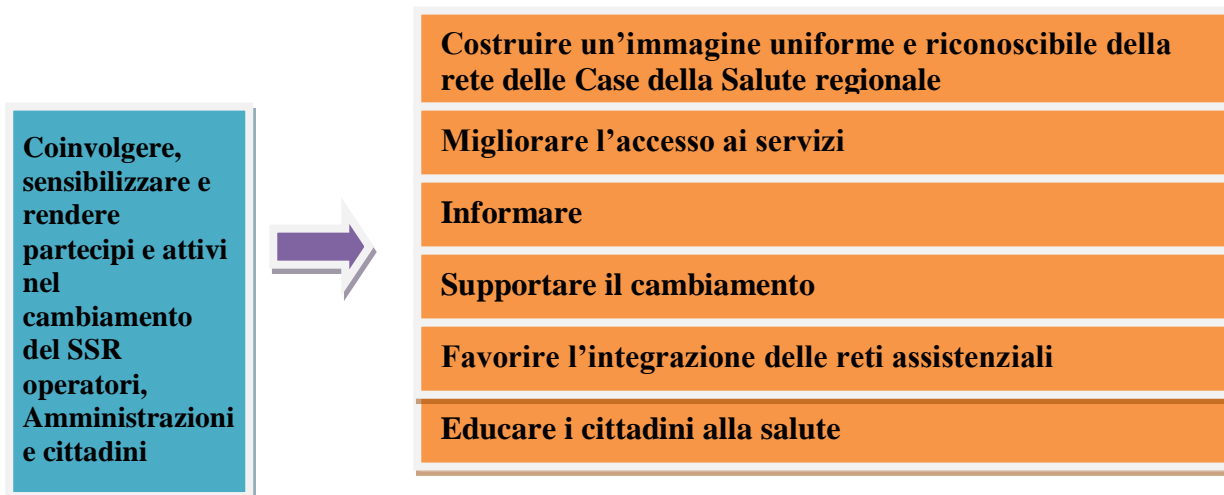 Coinvolgere,
sensibilizzare e
rendere
partecipi e attivi
nel
cambiamento
del SSR
operatori,
Amministrazioni
e cittadini
Costruire un’immagine uniforme e riconoscibile della
rete delle Case della Salute regionale
Migliorare l’accesso ai servizi
Informare
Supportare il cambiamento
Favorire l’integrazione delle reti assistenziali
Educare i cittadini alla salute